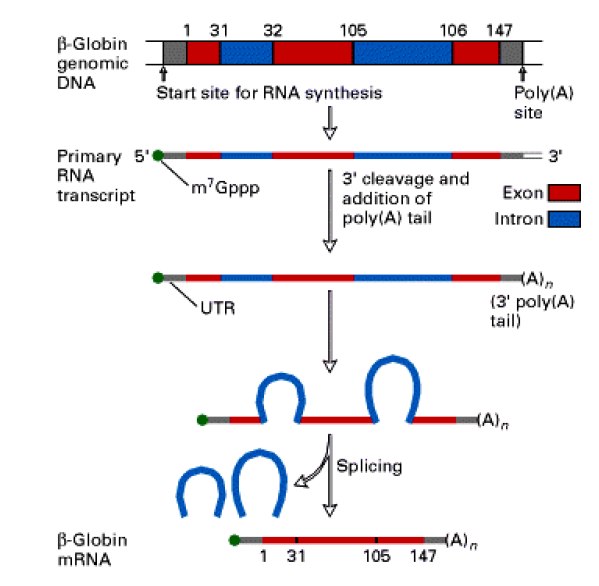 1 31 32 105 106 147
β-Globin
genomic
DNA
Start site for RNA synthesis
Poly(A)
site
Primary
RNA
transcript
5'
3'
m⁷Gppp
3' cleavage and
addition of
poly(A) tail
Exon
Intron
(A)ₙ
(3' poly(A)
tail)
UTR
(A)ₙ
Splicing
β-Globin
mRNA
(A)ₙ
1 31 105 147